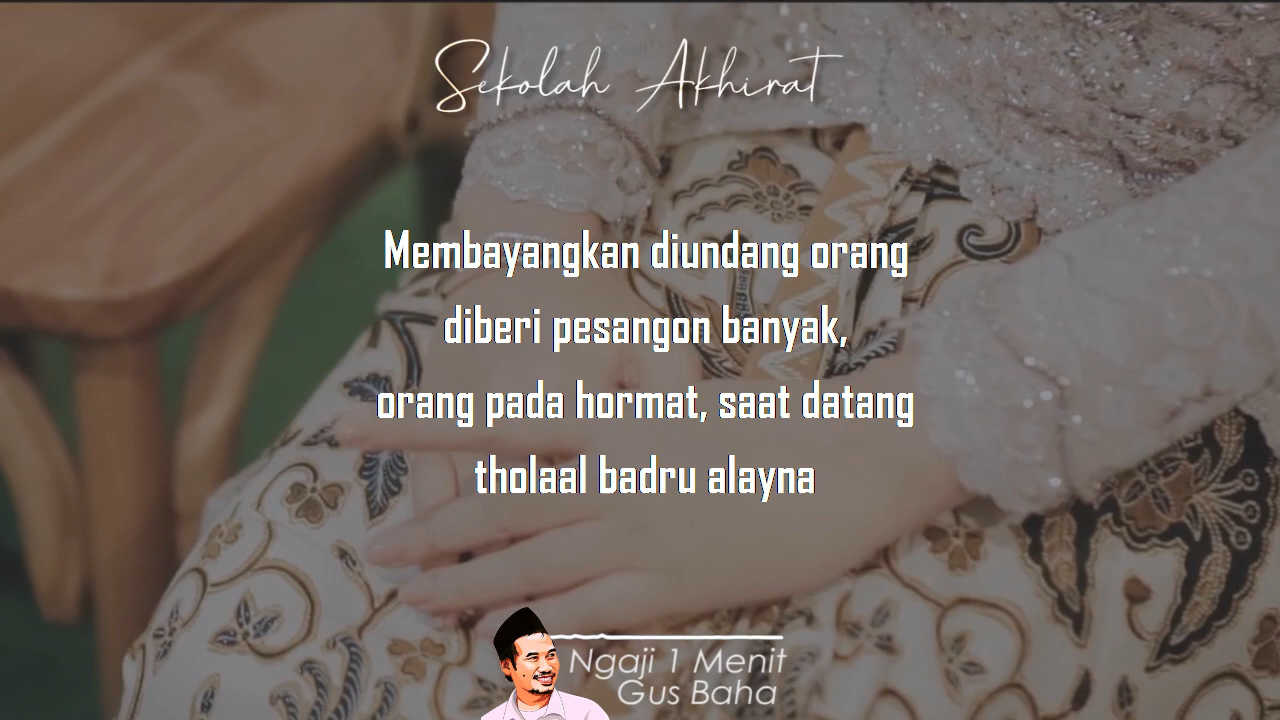 Sekolah Akhirat
Membayangkan diundang orang
diberi pesangon banyak,
orang pada hormat, saat datang
tholaal badru alayna
Ngaji 1 Menit
Gus Baha